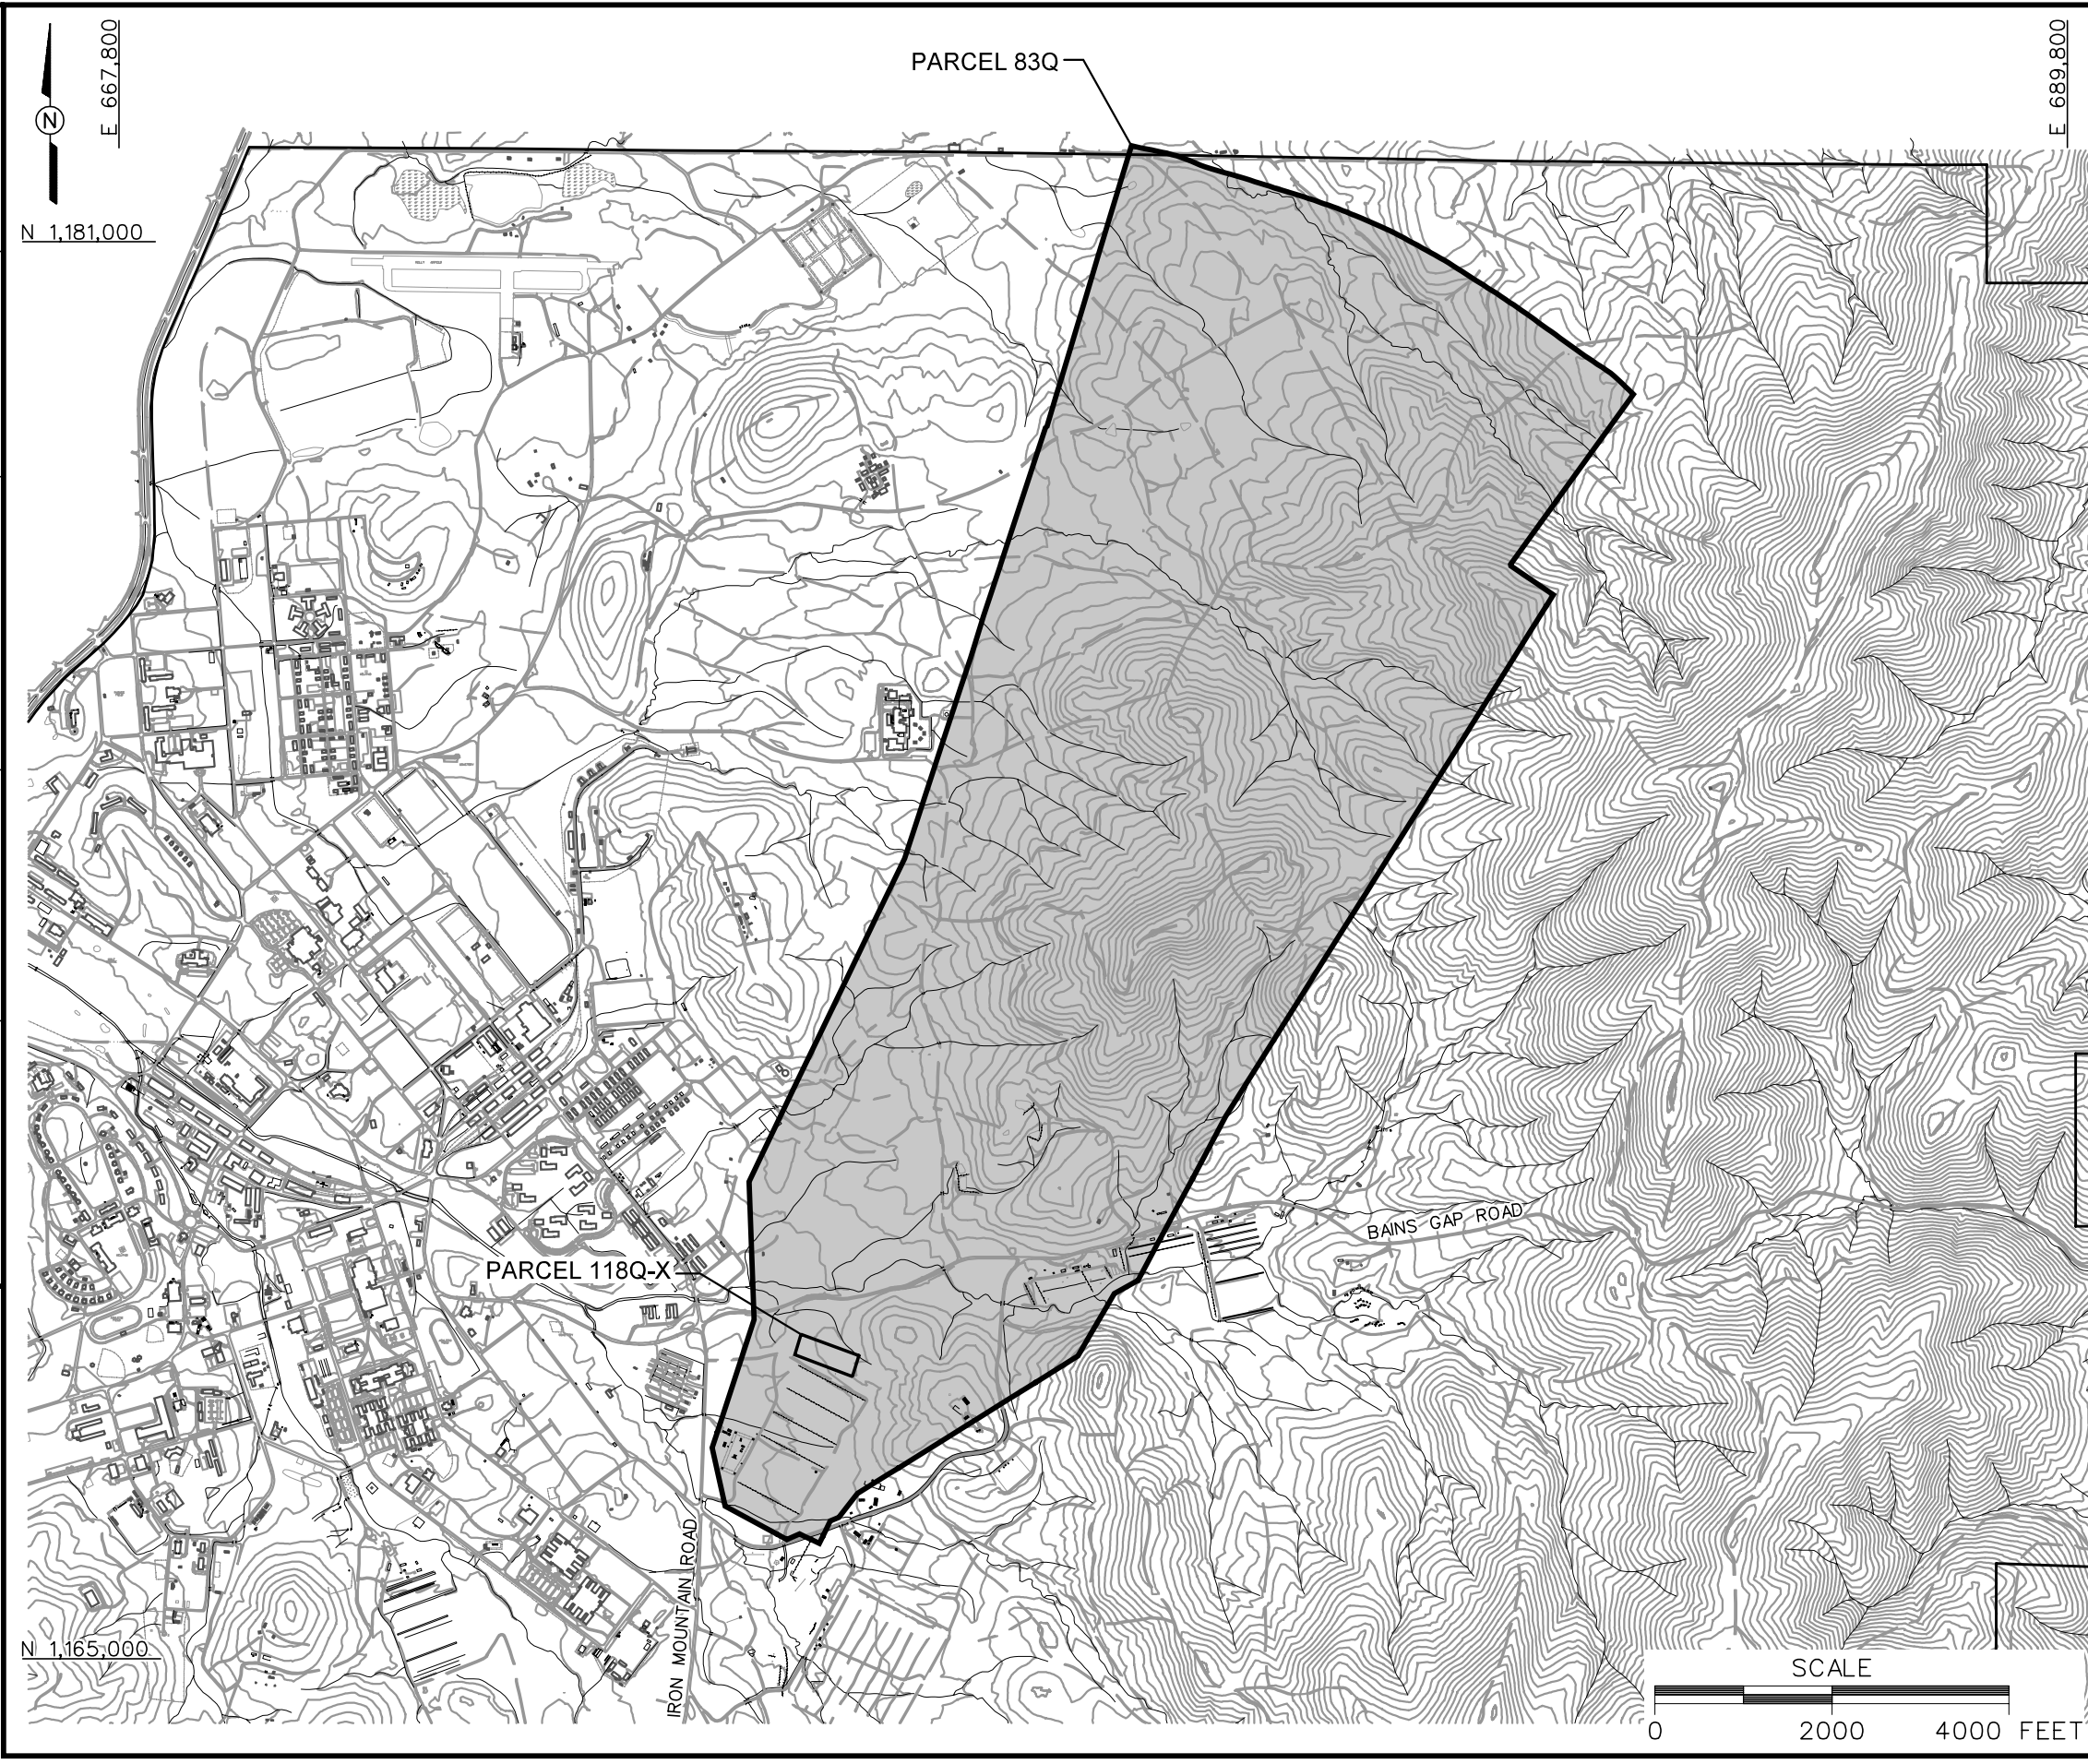 E 667,800
E 689,800
PARCEL 83Q
N
N 1,181,000
BAINS GAP ROAD
PARCEL 118Q-X
IRON MOUNTAIN ROAD
N 1,165,000
SCALE
0 2000 4000 FEET